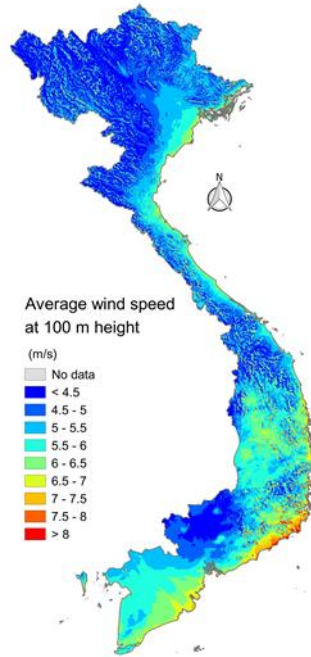 N
Average wind speed
at 100 m height
(m/s)
No data
< 4.5
4.5 - 5
5 - 5.5
5.5 - 6
6 - 6.5
6.5 - 7
7 - 7.5
7.5 - 8
> 8